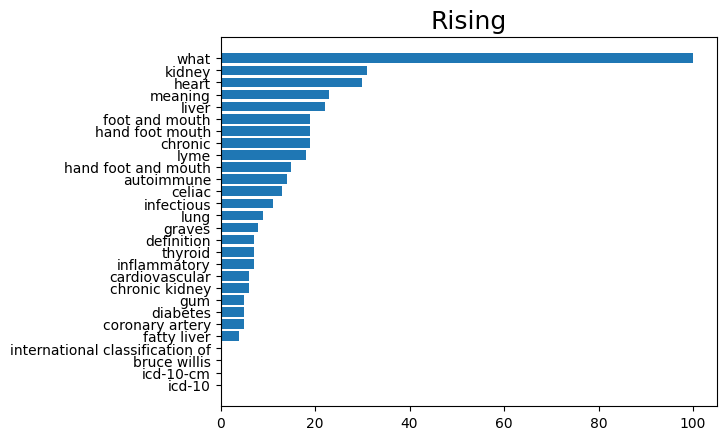 Rising
what
kidney
heart
meaning
liver
foot and mouth
hand foot mouth
chronic
lyme
hand foot and mouth
autoimmune
celiac
infectious
lung
graves
definition
thyroid
inflammatory
cardiovascular
chronic kidney
gum
diabetes
coronary artery
fatty liver
international classification of
bruce willis
icd-10-cm
icd-10
0 20 40 60 80 100